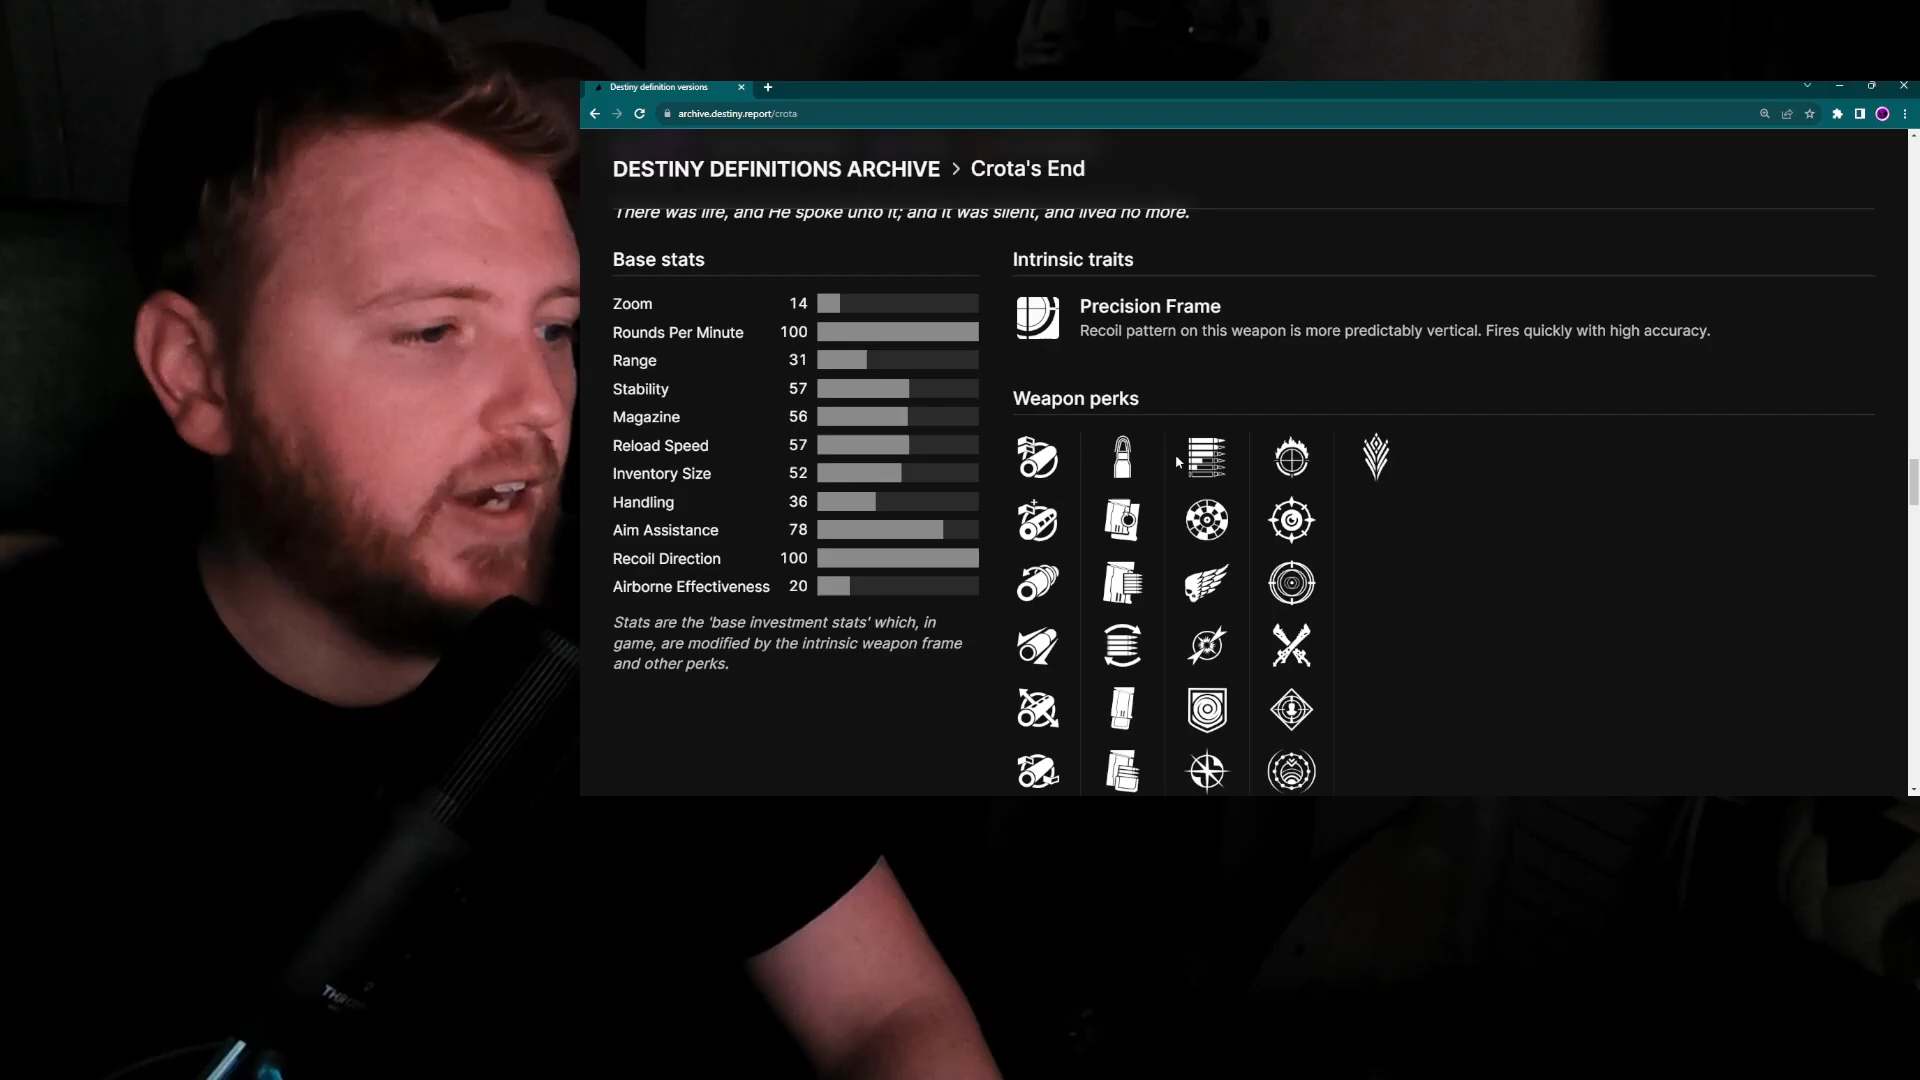 Destiny definition versions
archive.destiny.report/crota
DESTINY DEFINITIONS ARCHIVE > Crota's End
There was life, and He spoke unto it; and it was silent, and lived no more.
Base stats
Zoom 14
Rounds Per Minute 100
Range 31
Stability 57
Magazine 56
Reload Speed 57
Inventory Size 52
Handling 36
Aim Assistance 78
Recoil Direction 100
Airborne Effectiveness 20
Stats are the 'base investment stats' which, in
game, are modified by the intrinsic weapon frame
and other perks.
Intrinsic traits
Precision Frame
Recoil pattern on this weapon is more predictably vertical. Fires quickly with high accuracy.
Weapon perks